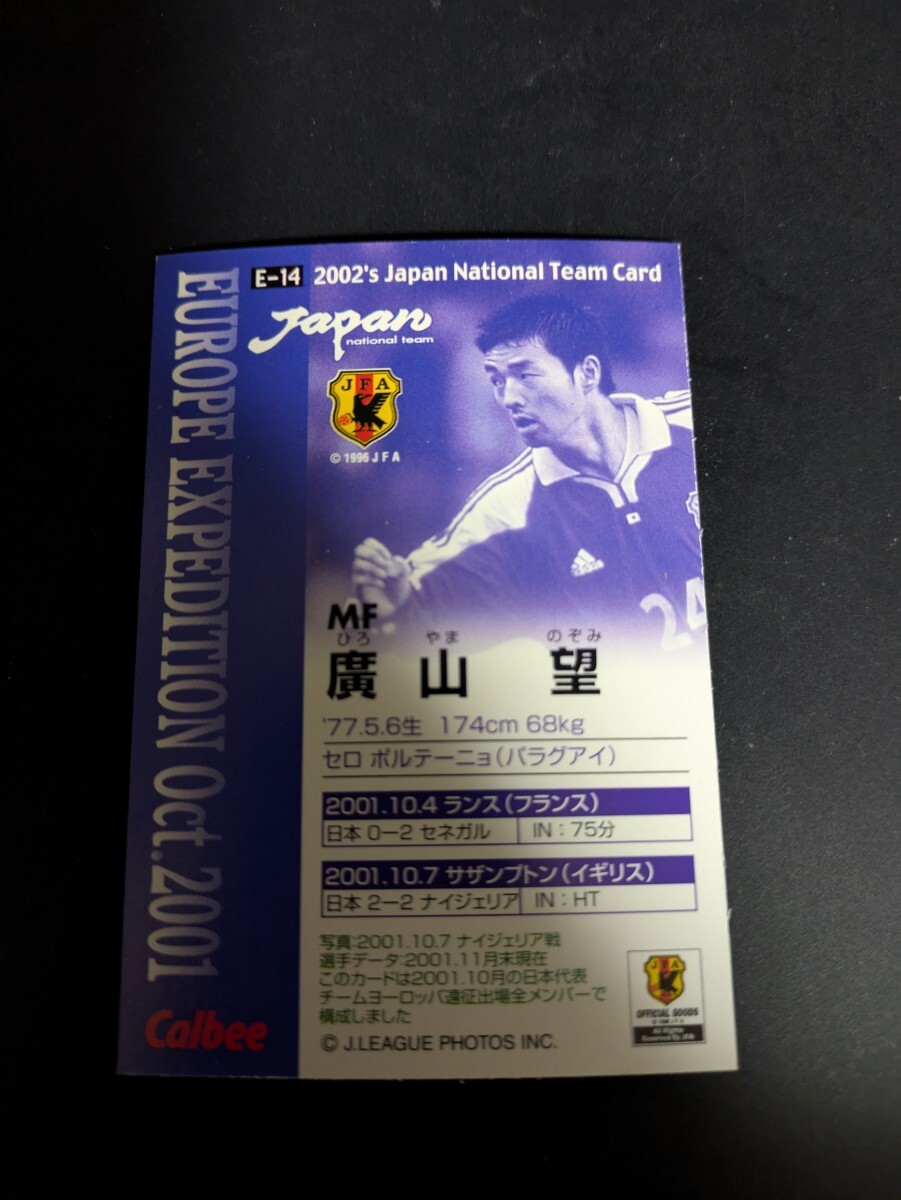 EUROPE EXPEDITION Oct.2001
E-14 2002's Japan National Team Card
Japan
national team
JFA
© 1996 J F A
24
MF
ひろ やま のぞみ
廣山 望
'77.5.6生 174cm 68kg
セロ ポルテーニョ(パラグアイ)
2001.10.4 ランス(フランス)
日本 0-2 セネガル IN:75分
2001.10.7 サザンプトン(イギリス)
日本 2-2 ナイジェリア IN:HT
写真:2001.10.7 ナイジェリア戦
選手データ:2001.11月末現在
このカードは2001.10月の日本代表
チームヨーロッパ遠征出場全メンバーで
構成しました
© J.LEAGUE PHOTOS INC.
Calbee
JFA
OFFICIAL GOODS
© 1996 J F A
All Rights
Reserved By JFA
adidas